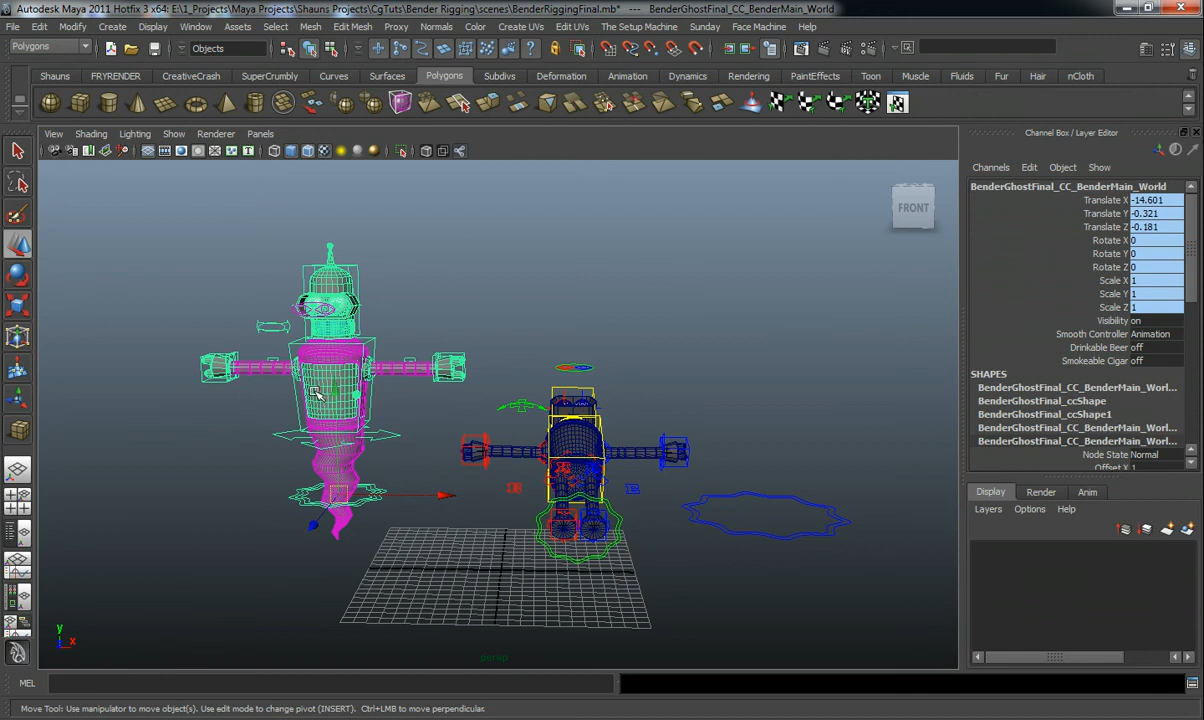 Autodesk Maya 2011 Hotfix 3 x64: E:\1_Projects\Maya Projects\Shauns Projects\CgTuts\Bender Rigging\scenes\BenderRiggingFinal.mb* --- BenderGhostFinal_CC_BenderMain_World
File Edit Modify Create Display Window Assets Select Mesh Edit Mesh Proxy Normals Color Create UVs Edit UVs The Setup Machine Sunday Face Machine Help
Polygons Objects
Shauns FRYRENDER CreativeCrash SuperCrumbly Curves Surfaces Polygons Subdivs Deformation Animation Dynamics Rendering PaintEffects Toon Muscle Fluids Fur Hair nCloth
View Shading Lighting Show Renderer Panels
Channel Box / Layer Editor
Channels Edit Object Show
BenderGhostFinal_CC_BenderMain_World
Translate X -14.601
Translate Y -0.321
Translate Z -0.181
Rotate X 0
Rotate Y 0
Rotate Z 0
Scale X 1
Scale Y 1
Scale Z 1
Visibility on
Smooth Controller Animation
Drinkable Beer off
Smokeable Cigar off
SHAPES
BenderGhostFinal_CC_BenderMain_Worl...
BenderGhostFinal_ccShape
BenderGhostFinal_ccShape1
BenderGhostFinal_CC_BenderMain_Worl...
BenderGhostFinal_CC_BenderMain_Worl...
Node State Normal
Offset X 1
FRONT
Display Render Anim
Layers Options Help
y
x
persp
MEL
Move Tool: Use manipulator to move object(s). Use edit mode to change pivot (INSERT). Ctrl+LMB to move perpendicular.